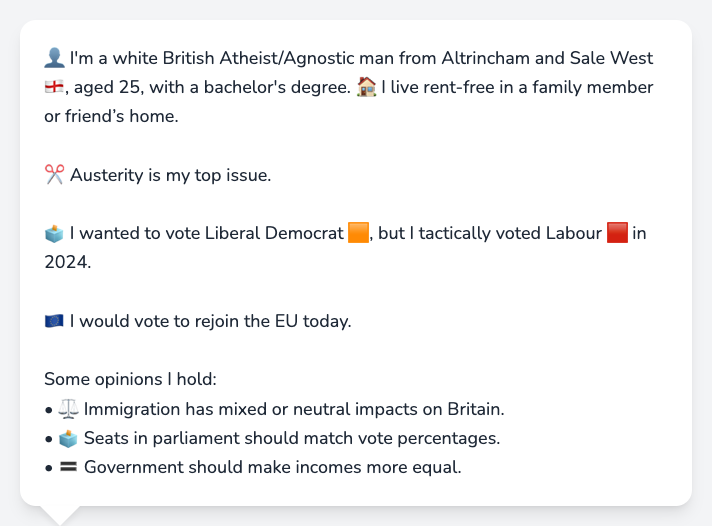 👤 I'm a white British Atheist/Agnostic man from Altrincham and Sale West
🏴󠁧󠁢󠁥󠁮󠁧󠁿, aged 25, with a bachelor's degree. 🏠 I live rent-free in a family member
or friend’s home.
✂️ Austerity is my top issue.
🗳️ I wanted to vote Liberal Democrat 🟧, but I tactically voted Labour 🟥 in
2024.
🇪🇺 I would vote to rejoin the EU today.
Some opinions I hold:
• ⚖️ Immigration has mixed or neutral impacts on Britain.
• 🗳️ Seats in parliament should match vote percentages.
• 🟰 Government should make incomes more equal.